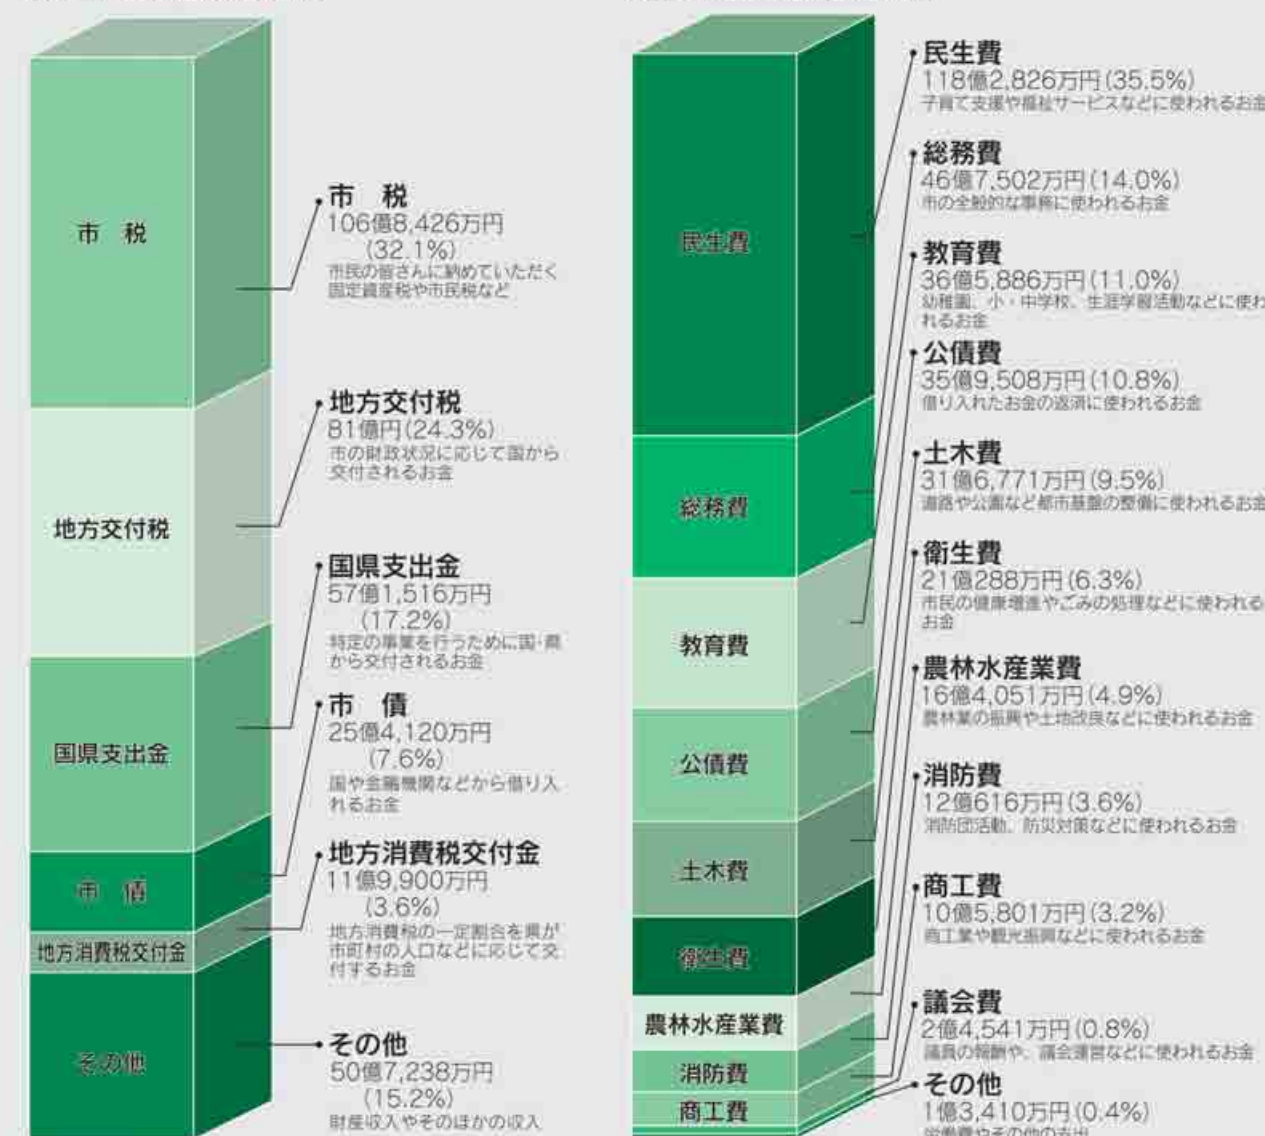 市　税
地方交付税
国県支出金
市　債
地方消費税交付金
その他
市　税
106億8,426万円
(32.1%)
市民の皆さんに納めていただく
固定資産税や市民税など
地方交付税
81億円(24.3%)
市の財政状況に応じて国から
交付されるお金
国県支出金
57億1,516万円
(17.2%)
特定の事業を行うために国・県
から交付されるお金
市　債
25億4,120万円
(7.6%)
国や金融機関などから借り入
れるお金
地方消費税交付金
11億9,900万円
(3.6%)
地方消費税の一定割合を県が
市町村の人口などに応じて交
付するお金
その他
50億7,238万円
(15.2%)
財産収入やそのほかの収入
民生費
総務費
教育費
公債費
土木費
衛生費
農林水産業費
消防費
商工費
民生費
118億2,826万円(35.5%)
子育て支援や福祉サービスなどに使われるお金
総務費
46億7,502万円(14.0%)
市の全般的な事務に使われるお金
教育費
36億5,886万円(11.0%)
幼稚園、小・中学校、生涯学習活動などに使わ
れるお金
公債費
35億9,508万円(10.8%)
借り入れたお金の返済に使われるお金
土木費
31億6,771万円(9.5%)
道路や公園など都市基盤の整備に使われるお金
衛生費
21億288万円(6.3%)
市民の健康増進やごみの処理などに使われる
お金
農林水産業費
16億4,051万円(4.9%)
農林業の振興や土地改良などに使われるお金
消防費
12億616万円(3.6%)
消防団活動、防災対策などに使われるお金
商工費
10億5,801万円(3.2%)
商工業や観光振興などに使われるお金
議会費
2億4,541万円(0.8%)
議員の報酬や、議会運営などに使われるお金
その他
1億3,410万円(0.4%)
労働費やその他の支出